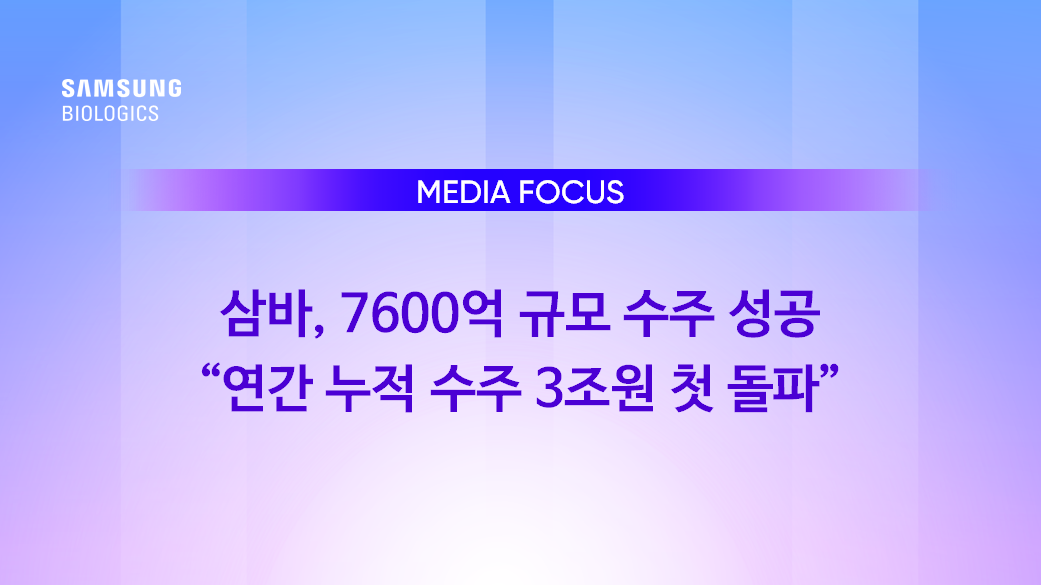 SAMSUNG
BIOLOGICS
MEDIA FOCUS
삼바, 7600억 규모 수주 성공
“연간 누적 수주 3조원 첫 돌파”